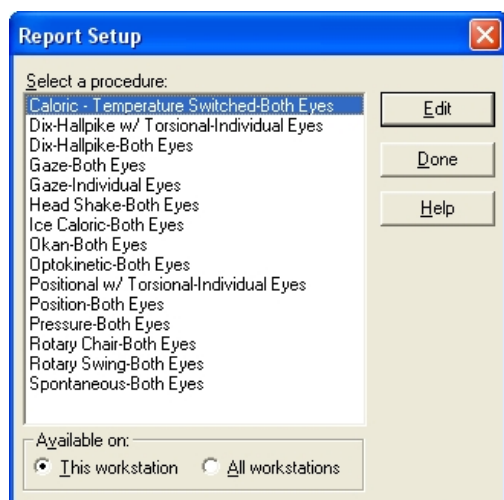 Report Setup
Select a procedure:
Caloric - Temperature Switched-Both Eyes
Dix-Hallpike w/ Torsional-Individual Eyes
Dix-Hallpike-Both Eyes
Gaze-Both Eyes
Gaze-Individual Eyes
Head Shake-Both Eyes
Ice Caloric-Both Eyes
Okan-Both Eyes
Optokinetic-Both Eyes
Positional w/ Torsional-Individual Eyes
Position-Both Eyes
Pressure-Both Eyes
Rotary Chair-Both Eyes
Rotary Swing-Both Eyes
Spontaneous-Both Eyes
Edit
Done
Help
Available on:
This workstation All workstations